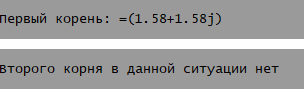 Первый корень: =(1.58+1.58j)
Второго корня в данной ситуации нет